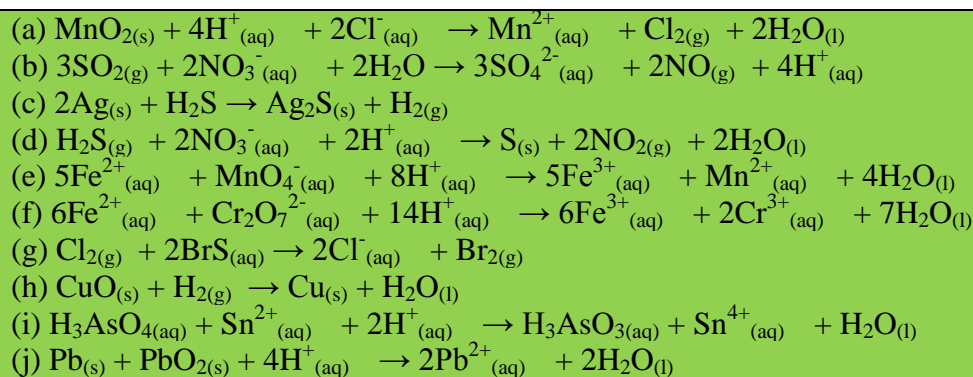 (a) MnO₂₍ₛ₎ + 4H⁺₍aq₎ + 2Cl⁻₍aq₎ → Mn²⁺₍aq₎ + Cl₂₍g₎ + 2H₂O₍l₎
(b) 3SO₂₍g₎ + 2NO₃⁻₍aq₎ + 2H₂O → 3SO₄²⁻₍aq₎ + 2NO₍g₎ + 4H⁺₍aq₎
(c) 2Ag₍s₎ + H₂S → Ag₂S₍s₎ + H₂₍g₎
(d) H₂S₍g₎ + 2NO₃⁻₍aq₎ + 2H⁺₍aq₎ → S₍s₎ + 2NO₂₍g₎ + 2H₂O₍l₎
(e) 5Fe²⁺₍aq₎ + MnO₄⁻₍aq₎ + 8H⁺₍aq₎ → 5Fe³⁺₍aq₎ + Mn²⁺₍aq₎ + 4H₂O₍l₎
(f) 6Fe²⁺₍aq₎ + Cr₂O₇²⁻₍aq₎ + 14H⁺₍aq₎ → 6Fe³⁺₍aq₎ + 2Cr³⁺₍aq₎ + 7H₂O₍l₎
(g) Cl₂₍g₎ + 2BrS₍aq₎ → 2Cl⁻₍aq₎ + Br₂₍g₎
(h) CuO₍s₎ + H₂₍g₎ → Cu₍s₎ + H₂O₍l₎
(i) H₃AsO₄₍aq₎ + Sn²⁺₍aq₎ + 2H⁺₍aq₎ → H₃AsO₃₍aq₎ + Sn⁴⁺₍aq₎ + H₂O₍l₎
(j) Pb₍s₎ + PbO₂₍s₎ + 4H⁺₍aq₎ → 2Pb²⁺₍aq₎ + 2H₂O₍l₎